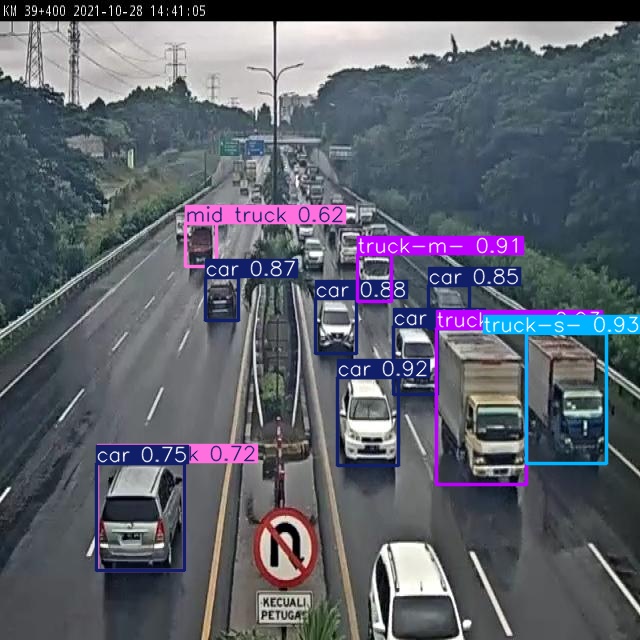 KM 39+400 2021-10-28 14:41:05
mid truck 0.62
truck-m- 0.91
car 0.87
car 0.85
car 0.88
car
truck
truck-s- 0.93
car 0.92
car 0.75
k 0.72
KECUALI
PETUGAS